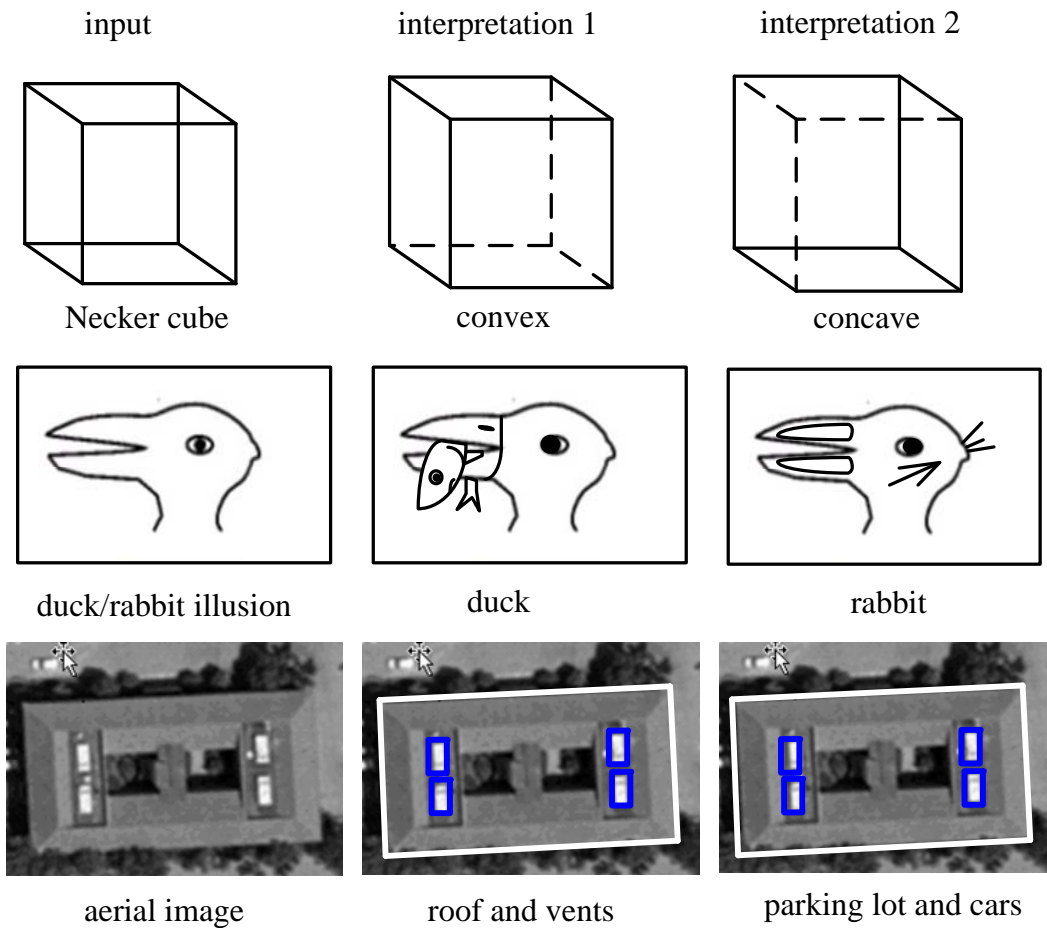 input
interpretation 1
interpretation 2
Necker cube
convex
concave
duck/rabbit illusion
duck
rabbit
aerial image
roof and vents
parking lot and cars